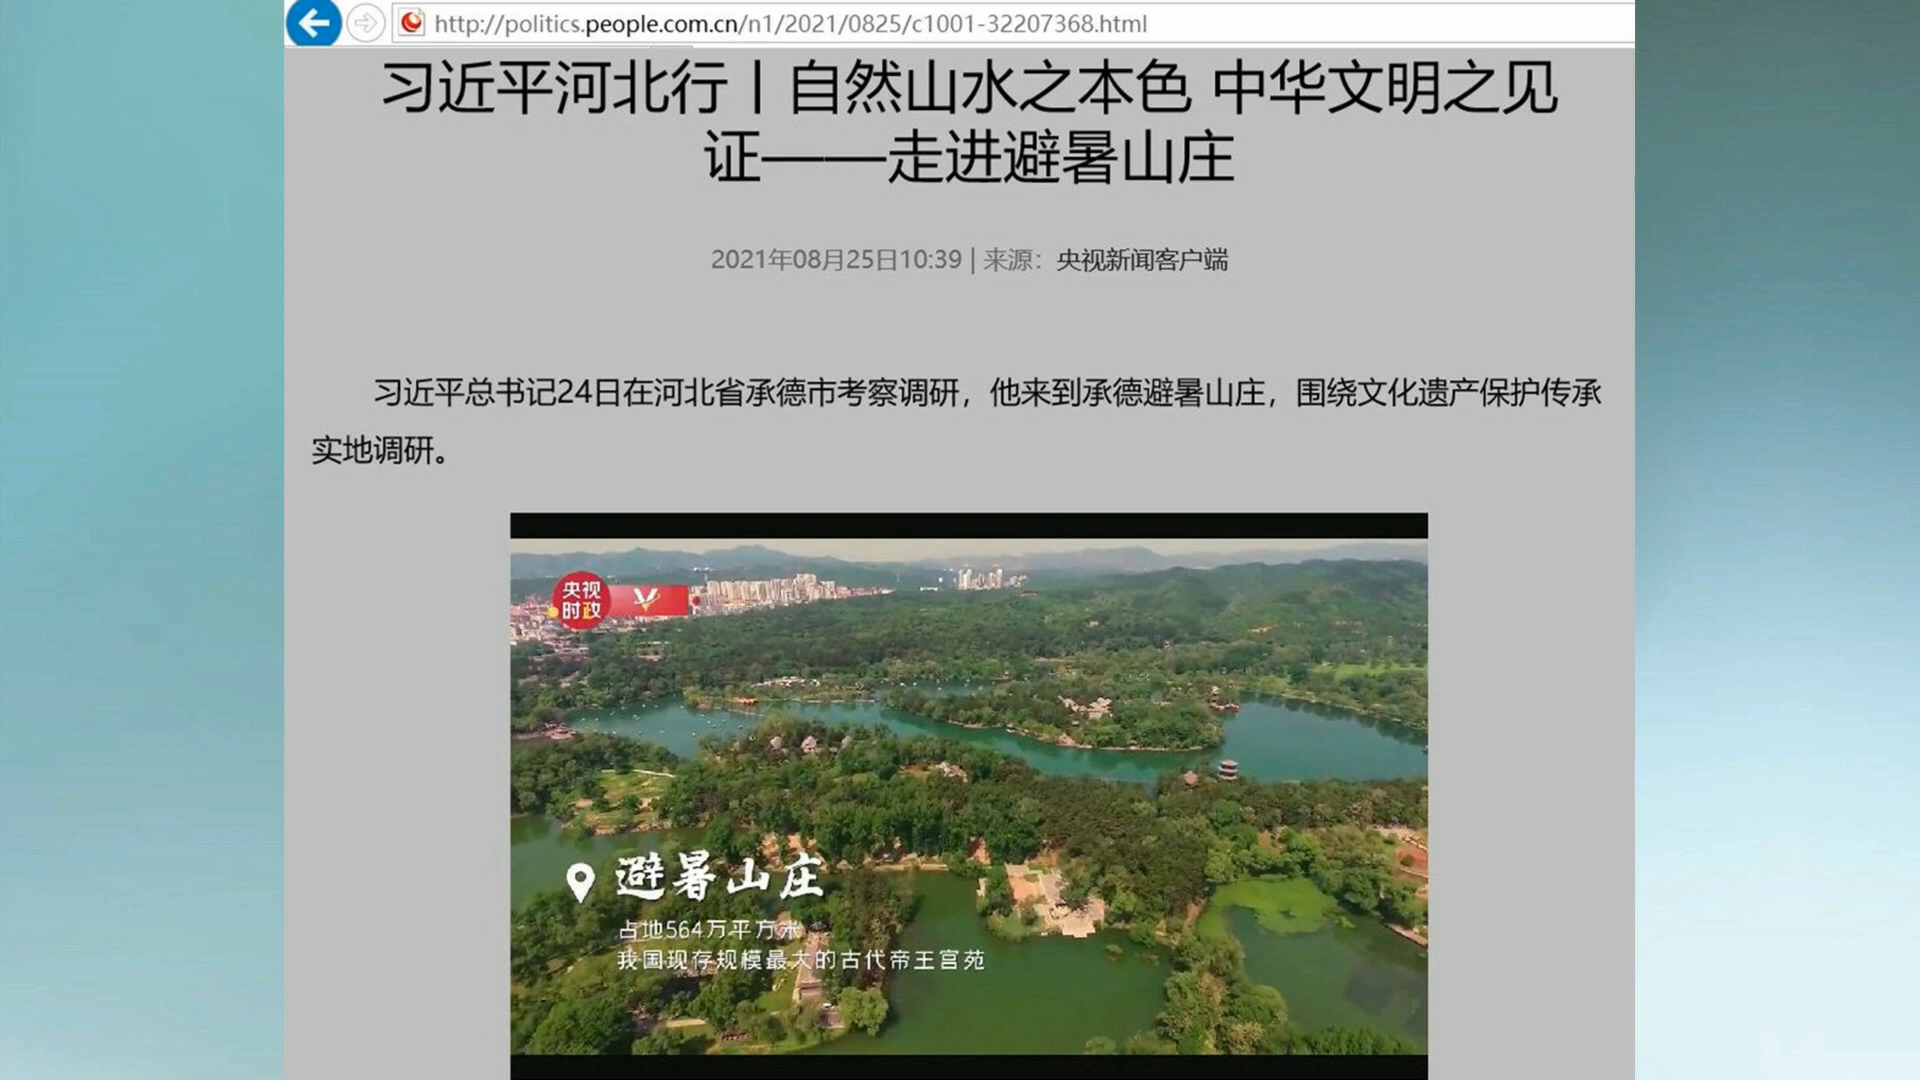 http://politics.people.com.cn/n1/2021/0825/c1001-32207368.html
习近平河北行丨自然山水之本色 中华文明之见
证——走进避暑山庄
2021年08月25日10:39 | 来源：央视新闻客户端
习近平总书记24日在河北省承德市考察调研，他来到承德避暑山庄，围绕文化遗产保护传承
实地调研。
央视
时政
避暑山庄
占地564万平方米
我国现存规模最大的古代帝王宫苑